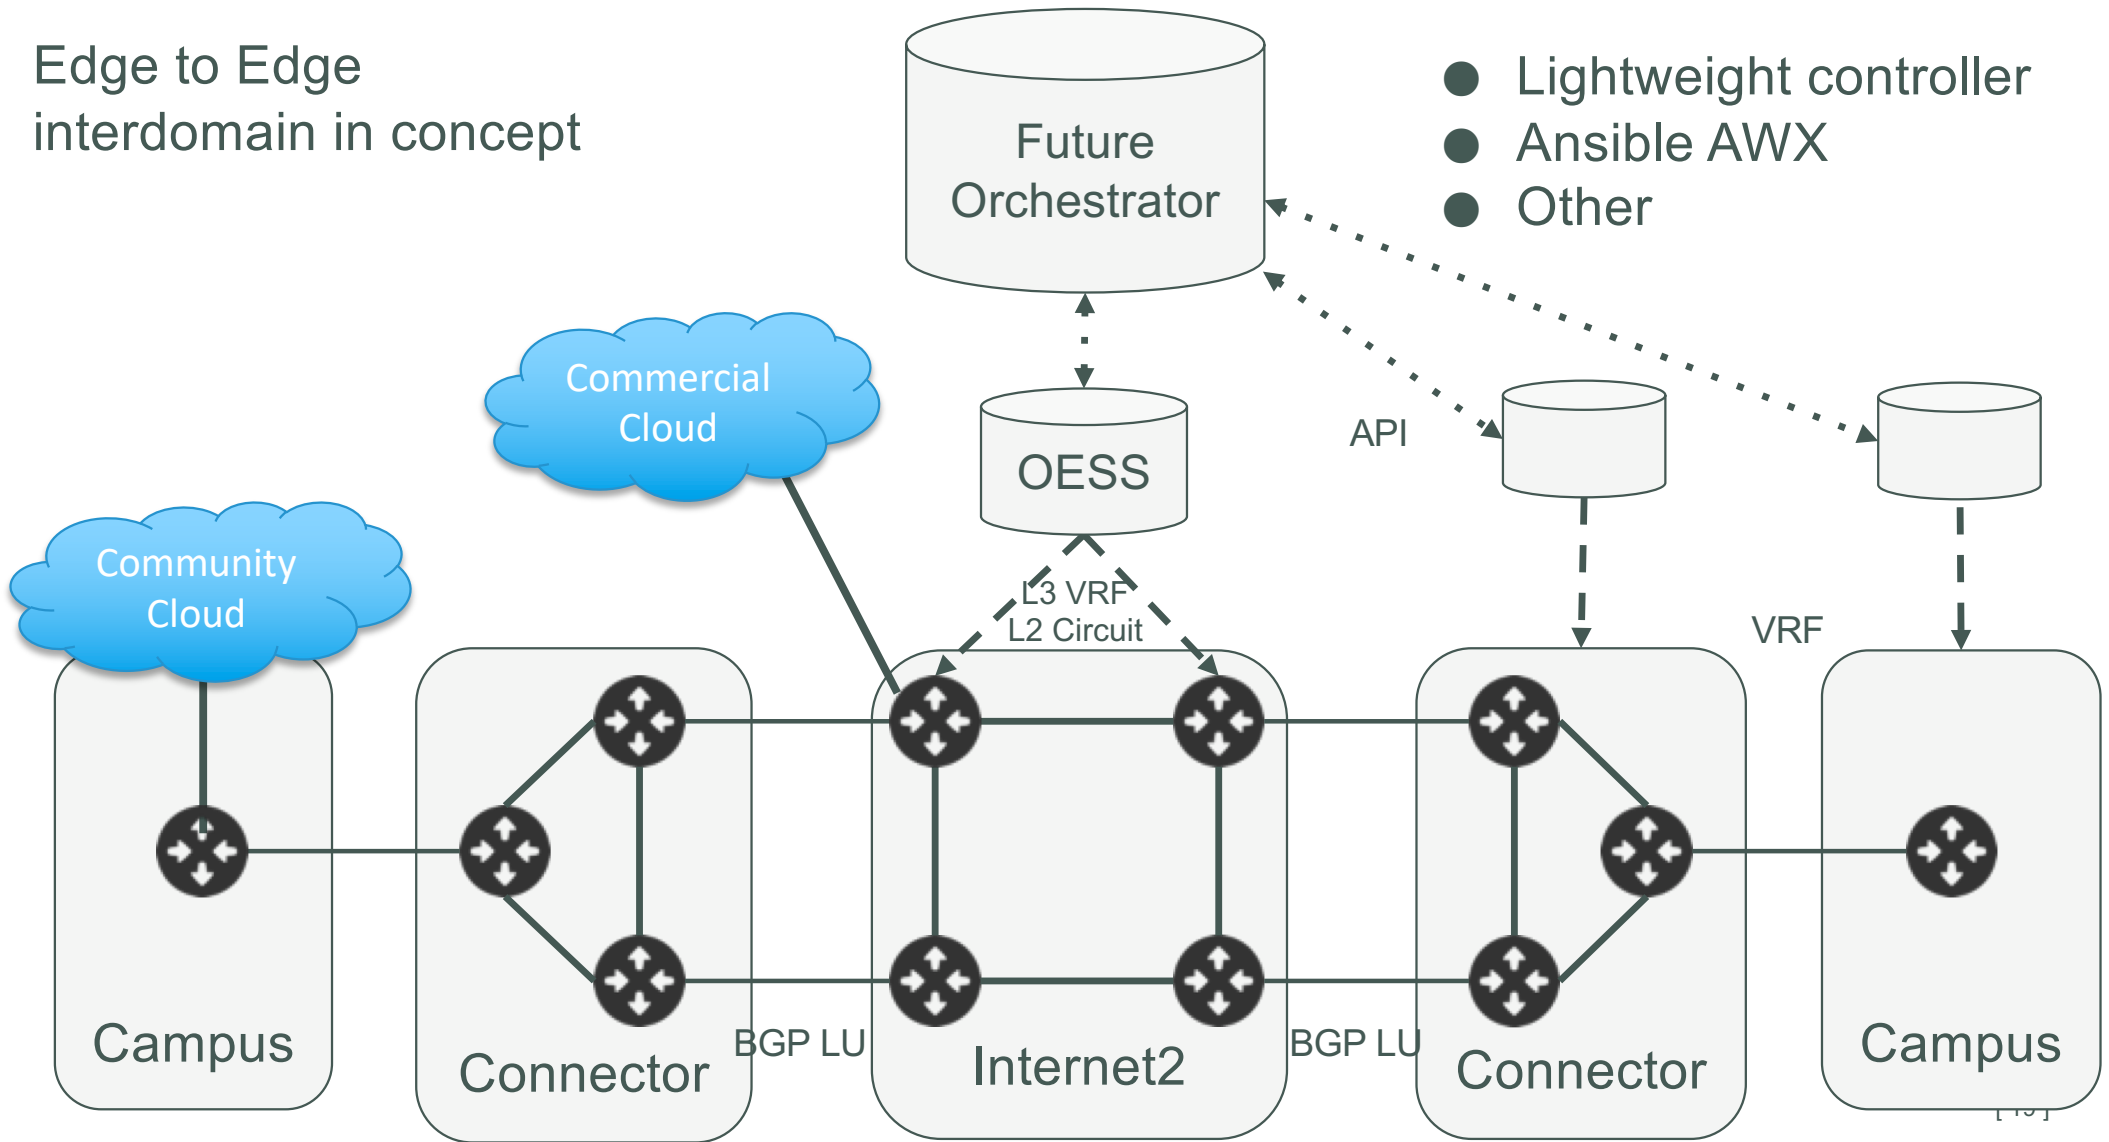 Edge to Edge
interdomain in concept
Future
Orchestrator
● Lightweight controller
● Ansible AWX
● Other
Commercial
Cloud
OESS
API
Community
Cloud
L3 VRF
L2 Circuit
VRF
Campus
Connector
BGP LU
Internet2
BGP LU
Connector
Campus